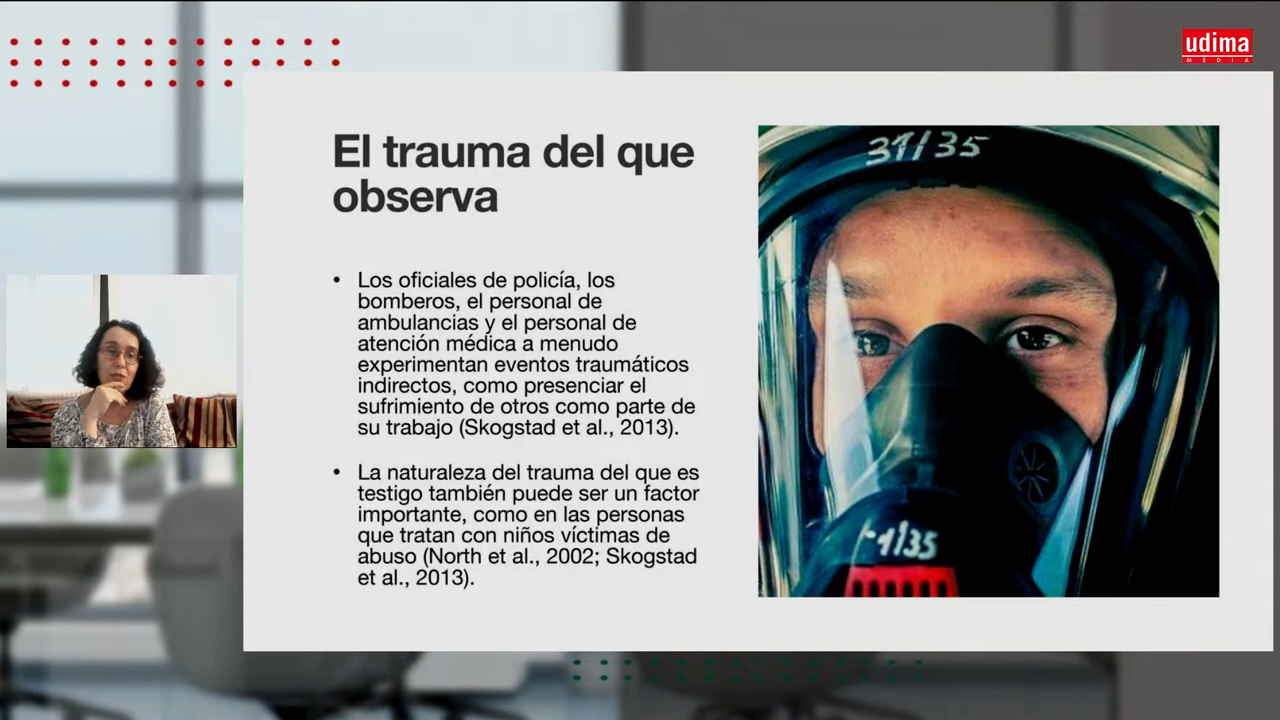 udima
MEDIA
El trauma del que
observa
• Los oficiales de policía, los
bomberos, el personal de
ambulancias y el personal de
atención médica a menudo
experimentan eventos traumáticos
indirectos, como presenciar el
sufrimiento de otros como parte de
su trabajo (Skogstad et al., 2013).
• La naturaleza del trauma del que es
testigo también puede ser un factor
importante, como en las personas
que tratan con niños víctimas de
abuso (North et al., 2002; Skogstad
et al., 2013).
31/35
-1/35